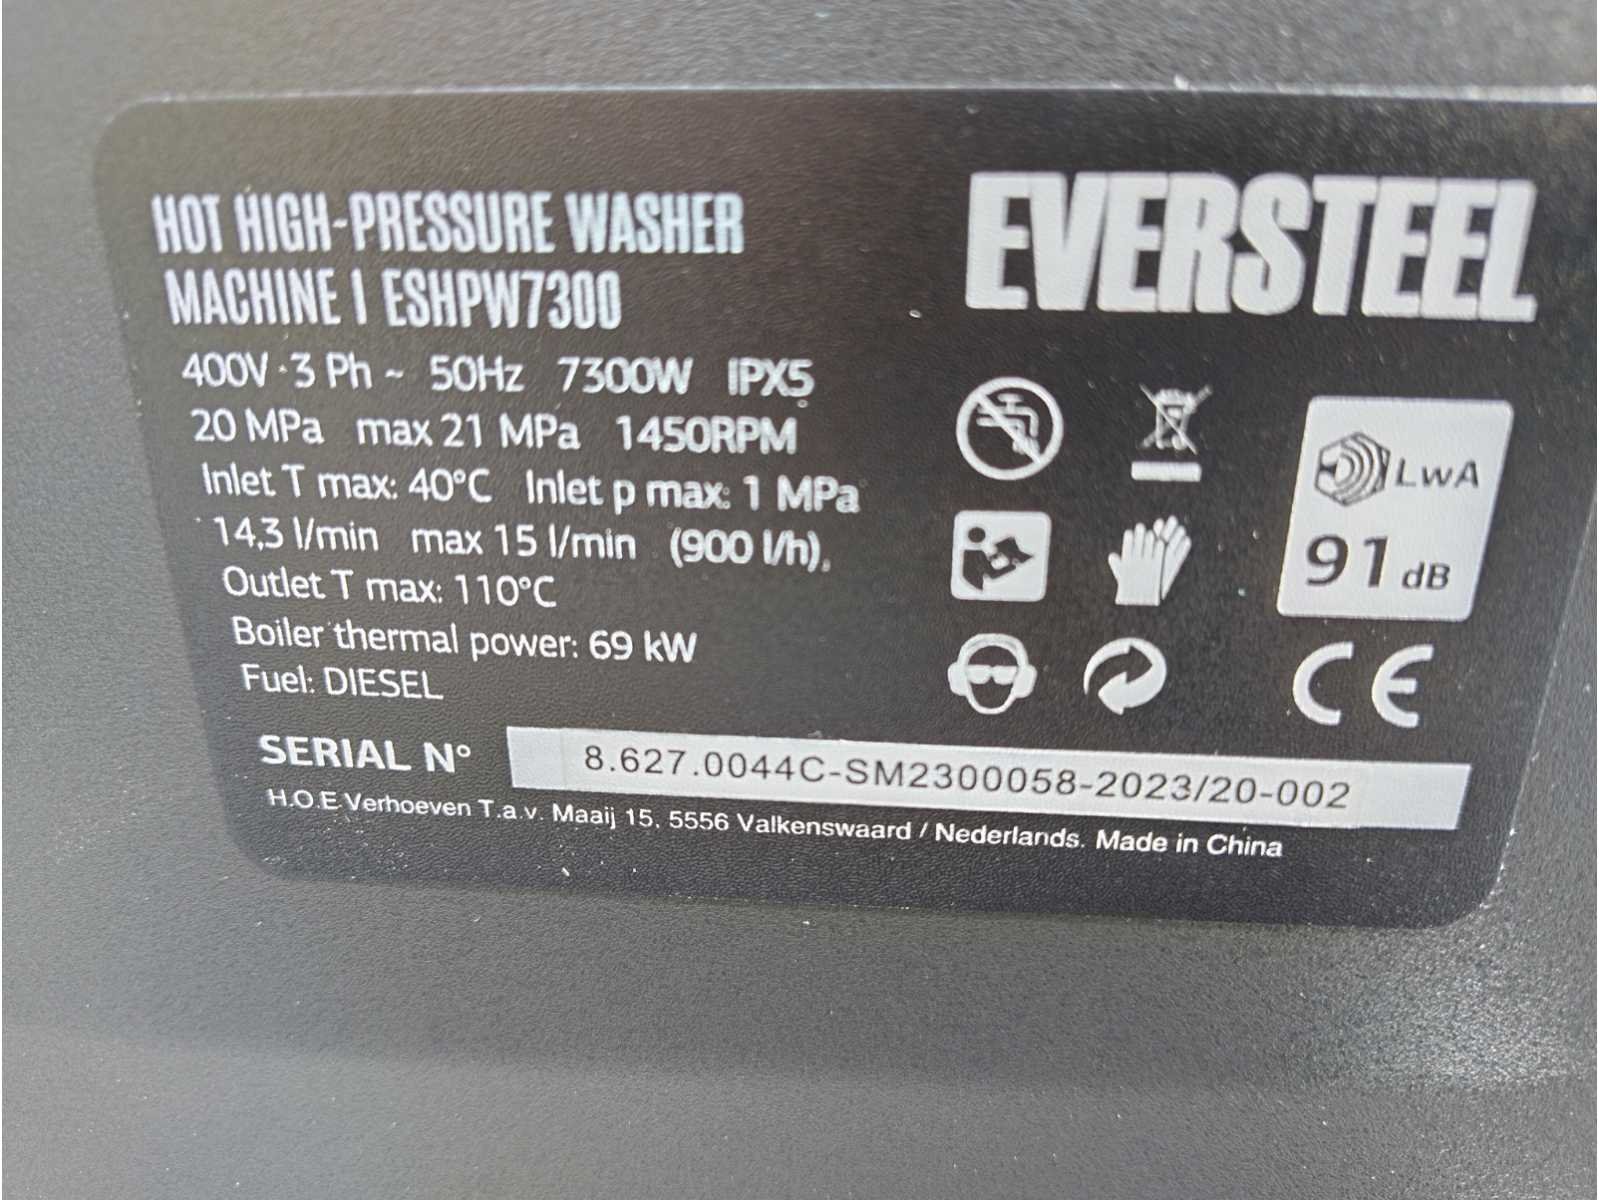 HOT HIGH-PRESSURE WASHER
MACHINE | ESHPW7300
EVERSTEEL
400V·3 Ph ~ 50Hz 7300W IPX5
20 MPa max 21 MPa 1450RPM
Inlet T max: 40°C Inlet p max: 1 MPa
14,3 l/min max 15 l/min (900 l/h),
Outlet T max: 110°C
Boiler thermal power: 69 kW
Fuel: DIESEL
LwA
91 dB
CE
SERIAL N° 8.627.0044C-SM2300058-2023/20-002
H.O.E Verhoeven T.a.v. Maaij 15, 5556 Valkenswaard / Nederlands. Made in China